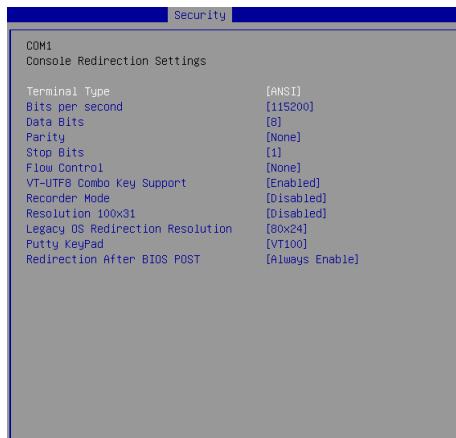 Security
COM1
Console Redirection Settings
Terminal Type [ANSI]
Bits per second [115200]
Data Bits [8]
Parity [None]
Stop Bits [1]
Flow Control [None]
VT-UTF8 Combo Key Support [Enabled]
Recorder Mode [Disabled]
Resolution 100x31 [Disabled]
Legacy OS Redirection Resolution [80x24]
Putty KeyPad [VT100]
Redirection After BIOS POST [Always Enable]